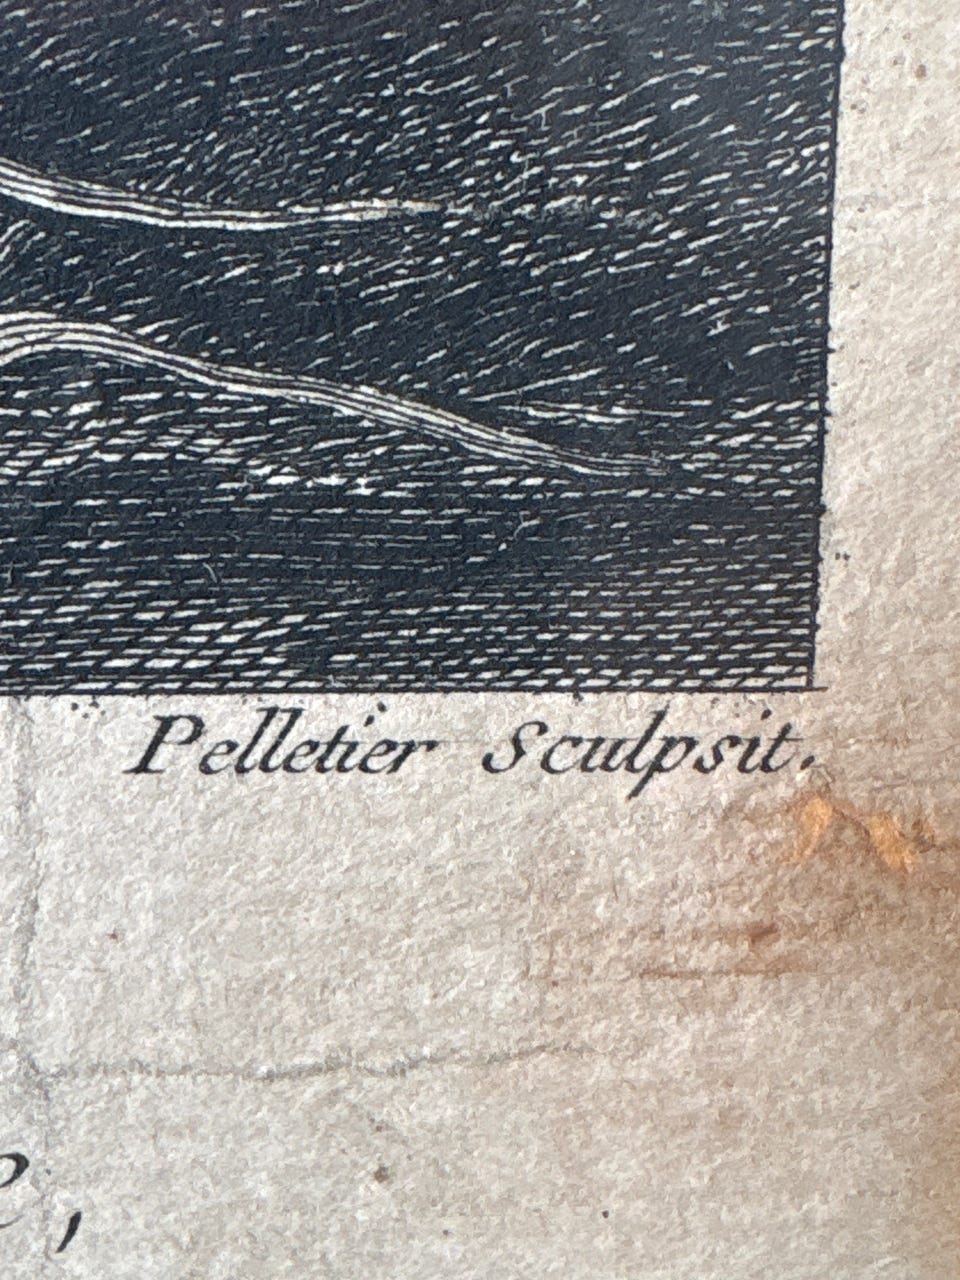 Pelletier Sculpsit.
e,